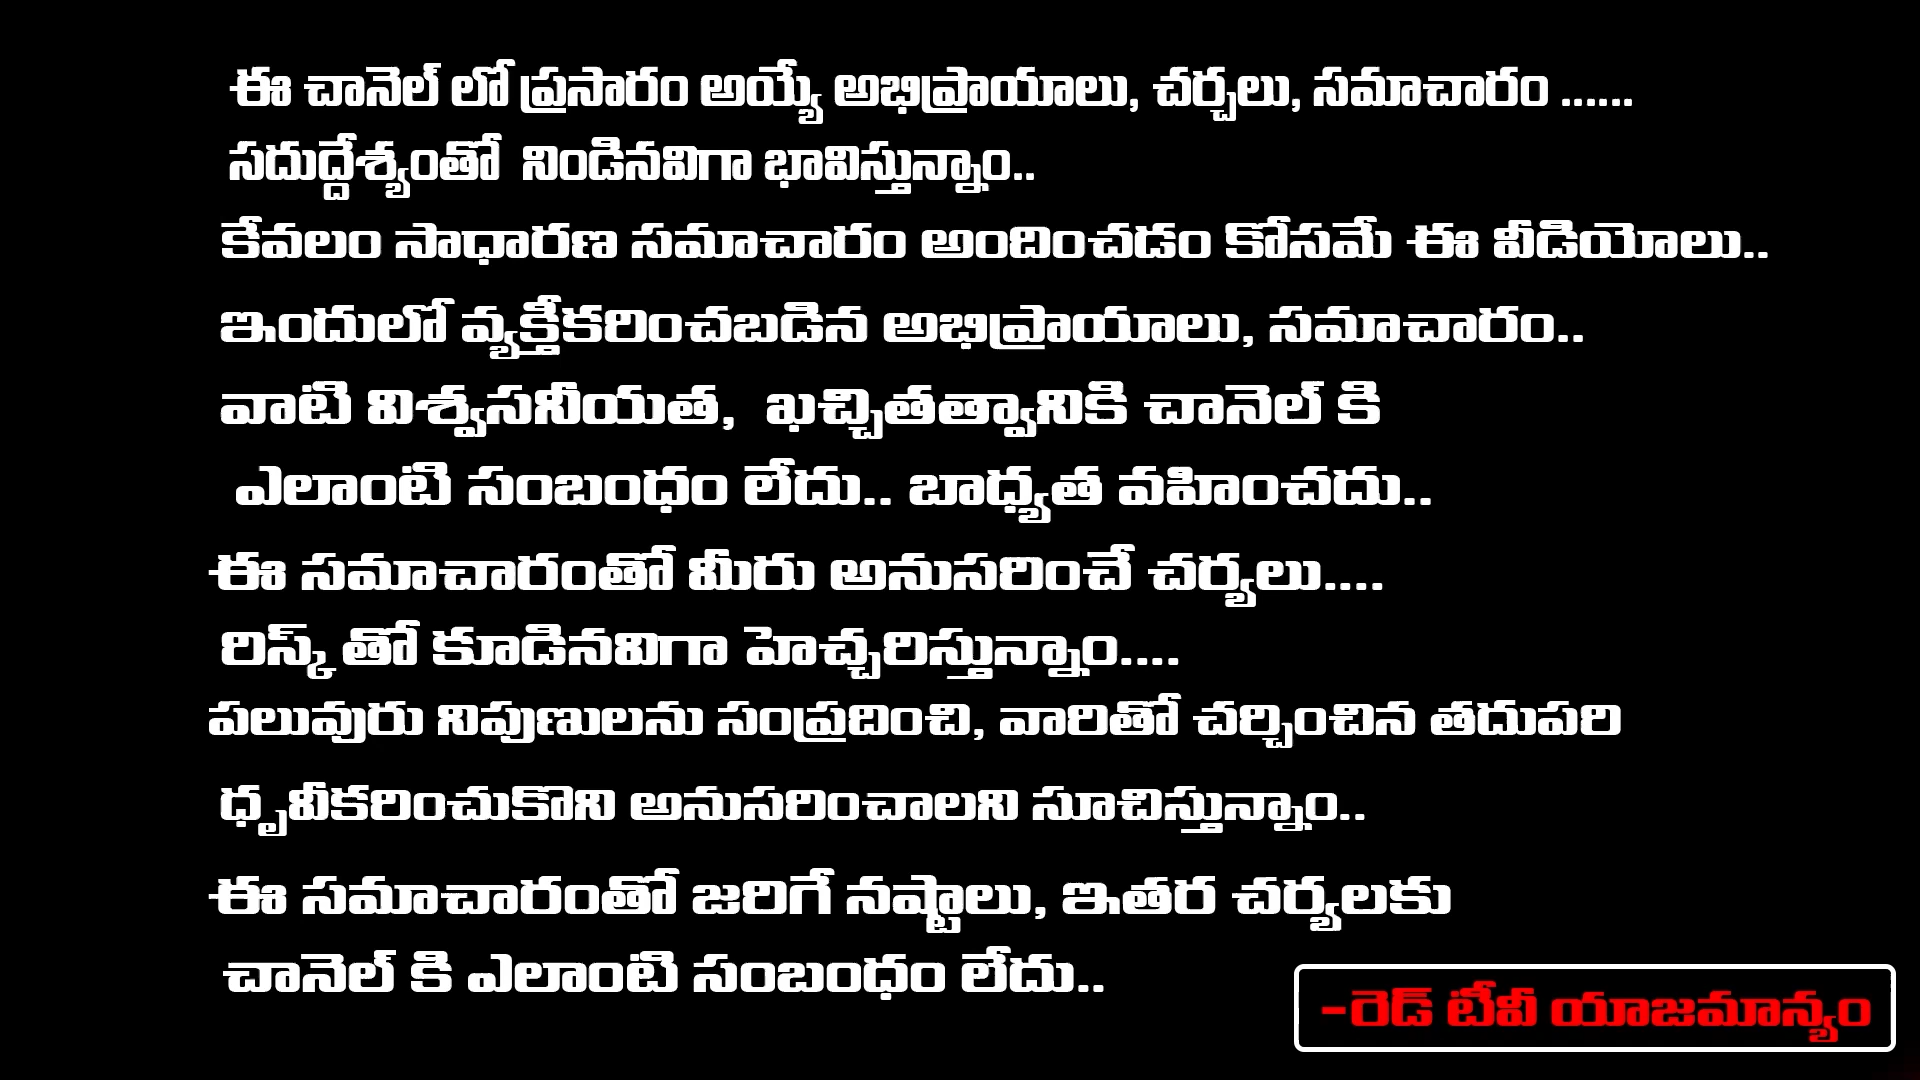 ఈ చానెల్ లో ప్రసారం అయ్యే అభిప్రాయాలు, చర్చలు, సమాచారం ......
సదుద్దేశ్యంతో నిండినవిగా భావిస్తున్నాం..
కేవలం సాధారణ సమాచారం అందించడం కోసమే ఈ వీడియోలు..
ఇందులో వ్యక్తీకరించబడిన అభిప్రాయాలు, సమాచారం..
వాటి విశ్వసనీయత, ఖచ్చితత్వానికి చానెల్ కి
ఎలాంటి సంబంధం లేదు.. బాధ్యత వహించదు..
ఈ సమాచారంతో మీరు అనుసరించే చర్యలు....
రిస్క్ తో కూడినవిగా హెచ్చరిస్తున్నాం....
పలువురు నిపుణులను సంప్రదించి, వారితో చర్చించిన తదుపరి
ధృవీకరించుకొని అనుసరించాలని సూచిస్తున్నాం..
ఈ సమాచారంతో జరిగే నష్టాలు, ఇతర చర్యలకు
చానెల్ కి ఎలాంటి సంబంధం లేదు..
-రెడ్ టీవీ యాజమాన్యం